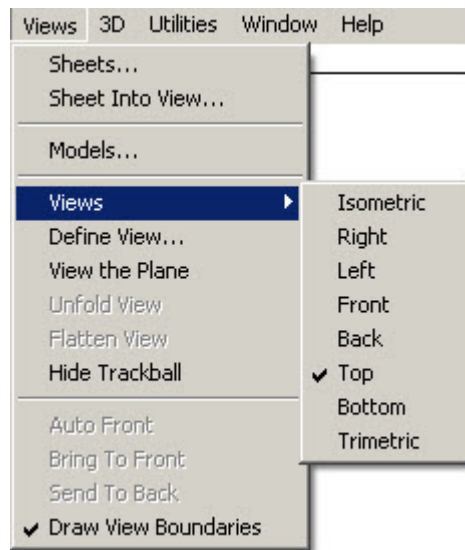 Views 3D Utilities Window Help
Sheets...
Sheet Into View...
Models...
Views
Define View...
View the Plane
Unfold View
Flatten View
Hide Trackball
Auto Front
Bring To Front
Send To Back
Draw View Boundaries
Isometric
Right
Left
Front
Back
Top
Bottom
Trimetric